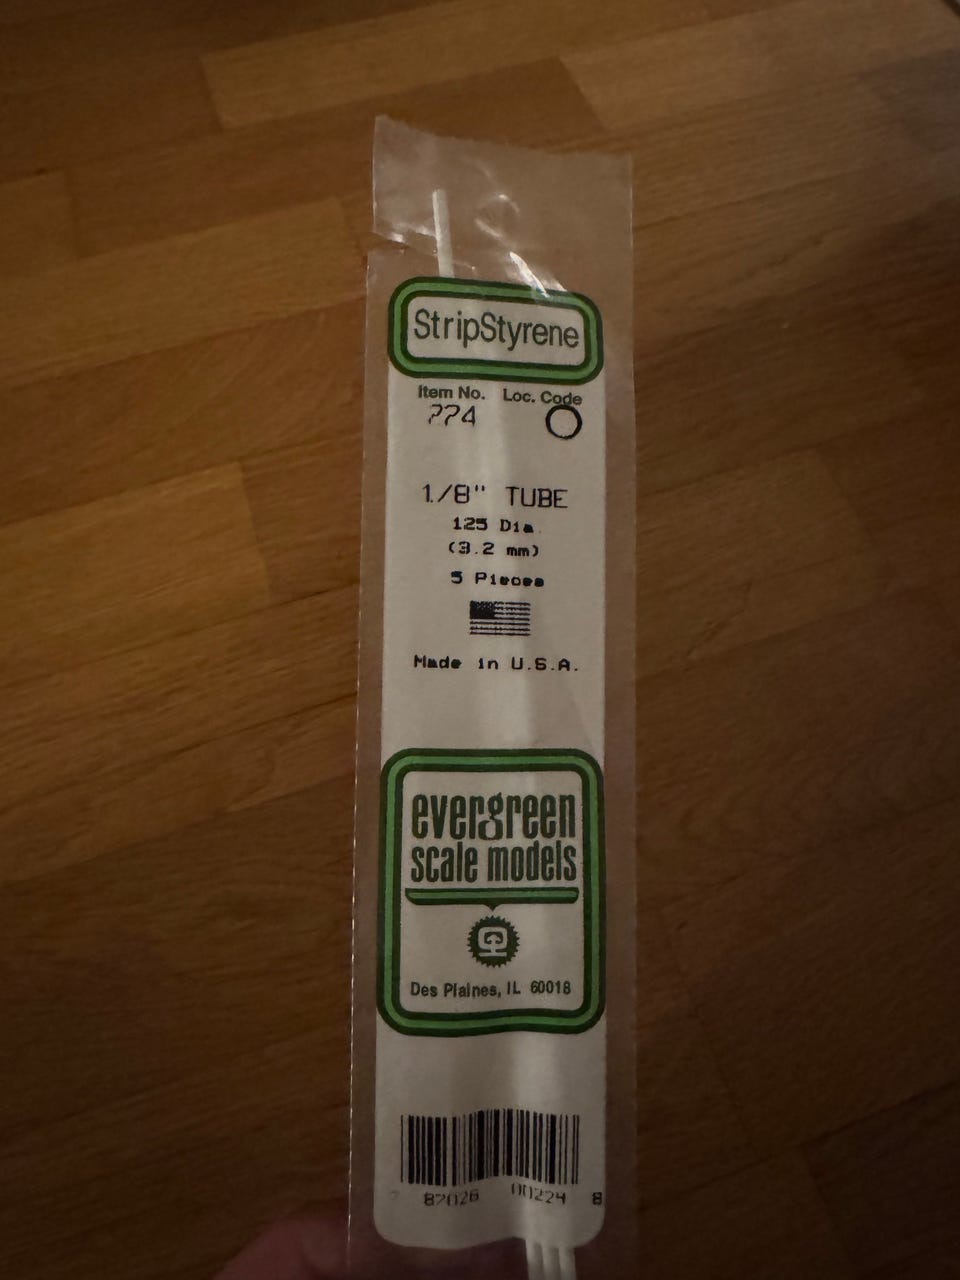 StripStyrene
Item No. Loc. Code
224
1/8" TUBE
125 Dia.
(3.2 mm)
5 Pieces
Made in U.S.A.
evergreen
scale models
Des Plaines, IL 60018
7 87026 00224 8